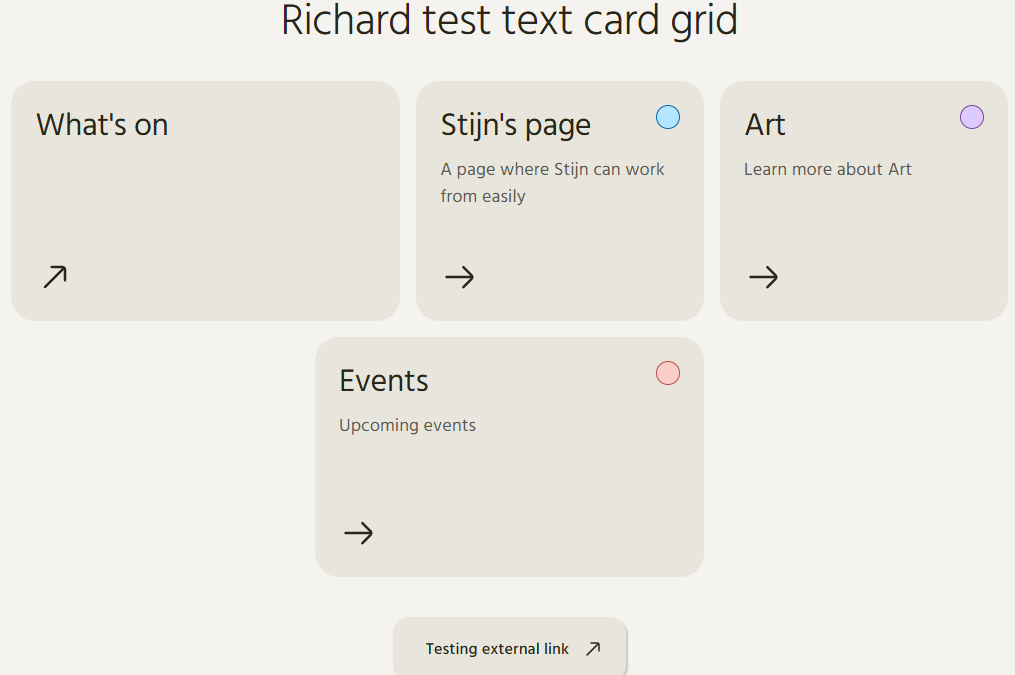 Richard test text card grid
What's on
Stijn's page
A page where Stijn can work
from easily
Art
Learn more about Art
Events
Upcoming events
Testing external link